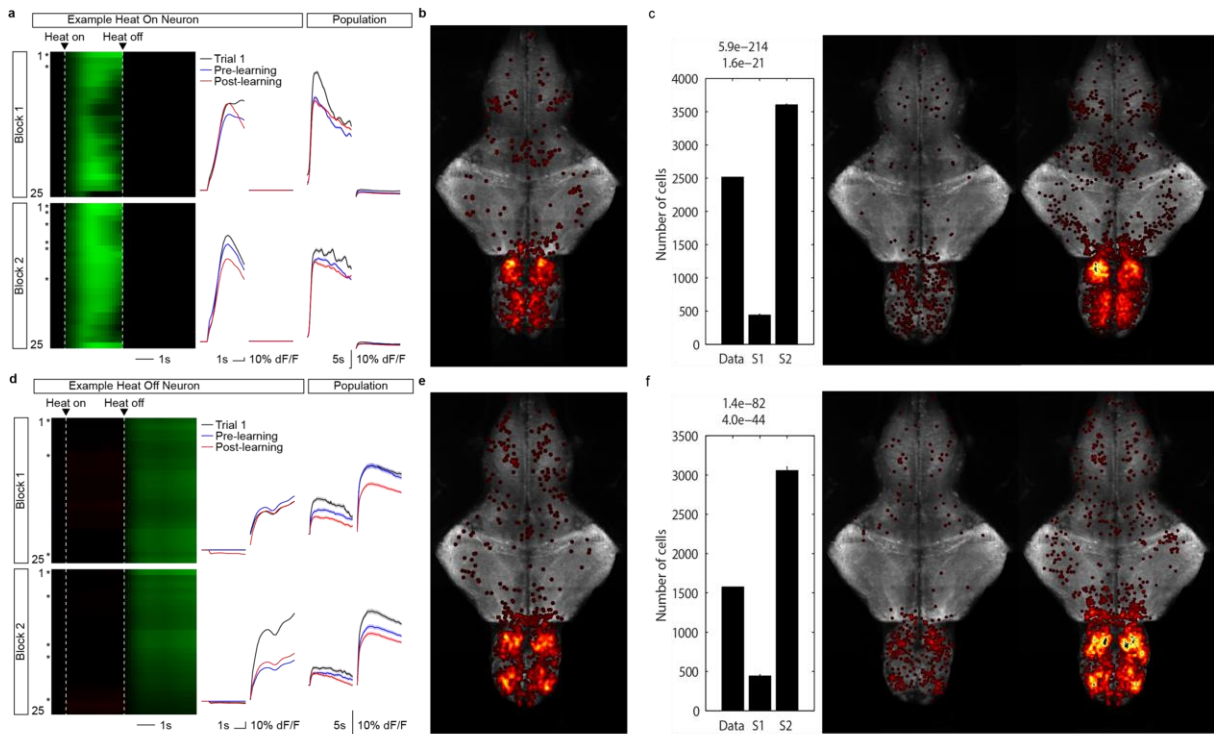 a
Example Heat On Neuron
Population
Heat on
Heat off
Block 1
1 *
*
25
Trial 1
Pre-learning
Post-learning
Block 2
1 *
*
*
*
*
*
25
1s
1s
10% dF/F
5s
10% dF/F
b
c
5.9e−214
1.6e−21
Number of cells
4000
3500
3000
2500
2000
1500
1000
500
0
Data
S1
S2
d
Example Heat Off Neuron
Population
Heat on
Heat off
Block 1
1 *
*
25
Trial 1
Pre-learning
Post-learning
Block 2
1 *
*
*
*
*
25
1s
1s
10% dF/F
5s
10% dF/F
e
f
1.4e−82
4.0e−44
Number of cells
3500
3000
2500
2000
1500
1000
500
0
Data
S1
S2